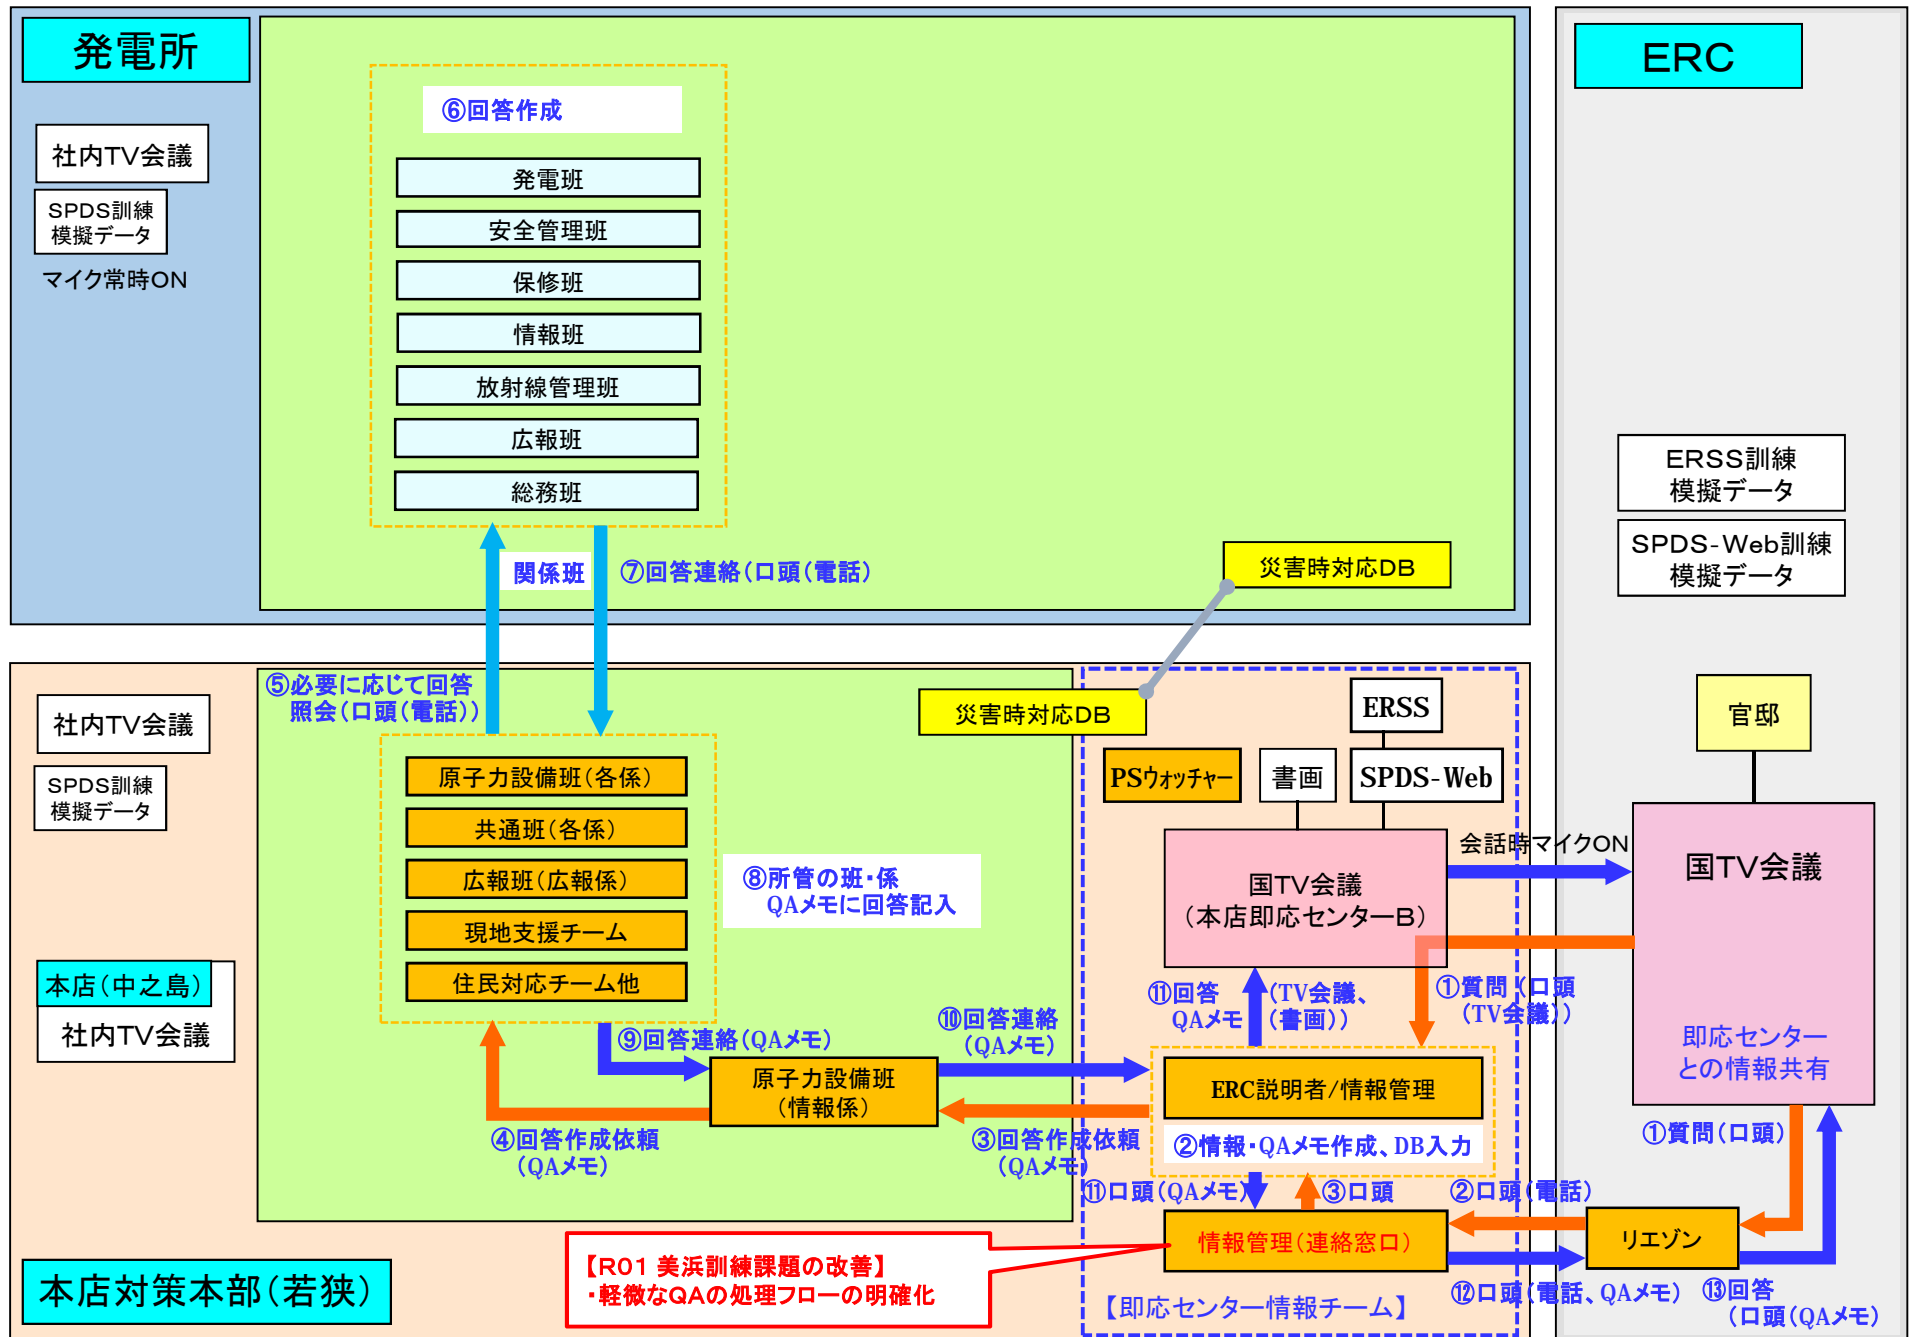 発電所
社内TV会議
SPDS訓練
模擬データ
マイク常時ON
⑥回答作成
発電班
安全管理班
保修班
情報班
放射線管理班
広報班
総務班
関係班
⑦回答連絡(口頭(電話)
災害時対応DB
ERC
ERSS訓練
模擬データ
SPDS-Web訓練
模擬データ
官邸
国TV会議
即応センター
との情報共有
①質問(口頭)
リエゾン
⑬回答
(口頭(QAメモ)
社内TV会議
SPDS訓練
模擬データ
本店(中之島)
社内TV会議
本店対策本部(若狭)
⑤必要に応じて回答
照会(口頭(電話))
原子力設備班(各係)
共通班(各係)
広報班(広報係)
現地支援チーム
住民対応チーム他
⑧所管の班・係
QAメモに回答記入
⑨回答連絡(QAメモ)
⑩回答連絡
(QAメモ)
原子力設備班
(情報係)
④回答作成依頼
(QAメモ)
③回答作成依頼
(QAメモ)
災害時対応DB
ERSS
PSウォッチャー
書画
SPDS-Web
国TV会議
(本店即応センターB)
会話時マイクON
⑪回答
QAメモ
(TV会議、
(書画))
①質問(口頭
(TV会議))
ERC説明者/情報管理
②情報・QAメモ作成、DB入力
⑪口頭(QAメモ)
③口頭
②口頭(電話)
情報管理(連絡窓口)
⑫口頭(電話、QAメモ)
【即応センター情報チーム】
【R01 美浜訓練課題の改善】
・軽微なQAの処理フローの明確化